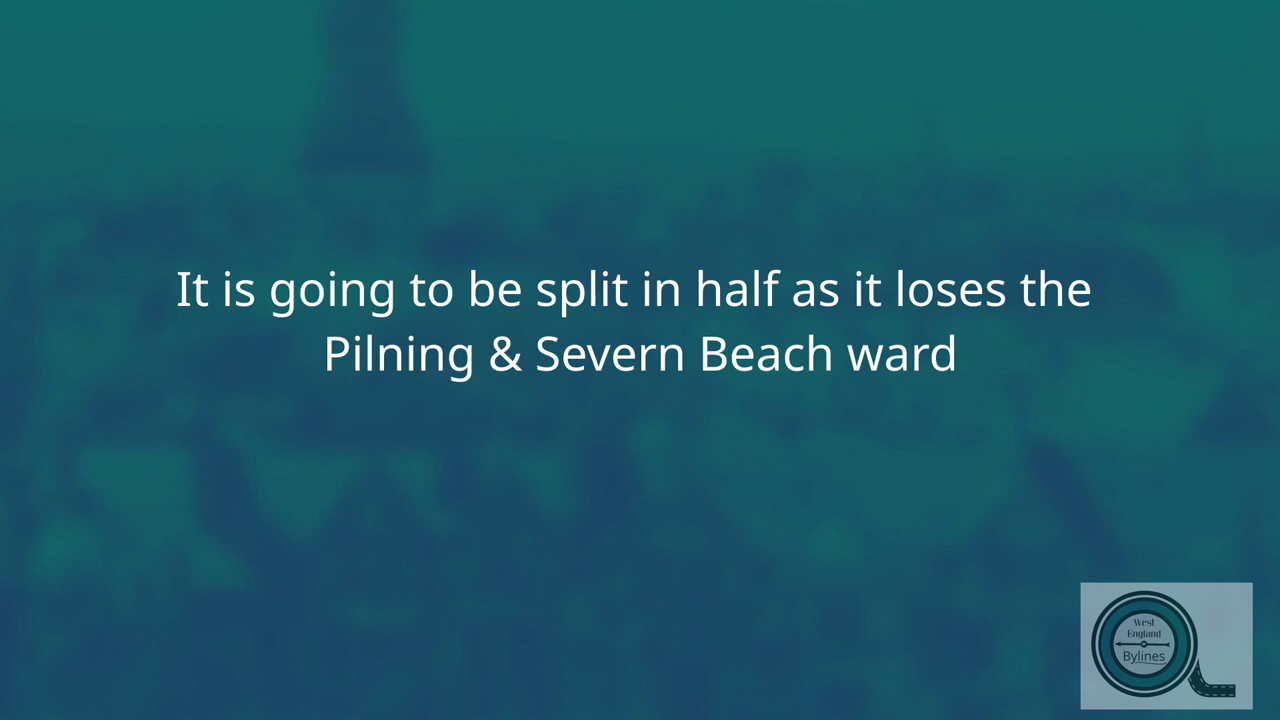 It is going to be split in half as it loses the
Pilning & Severn Beach ward
West
England
Bylines